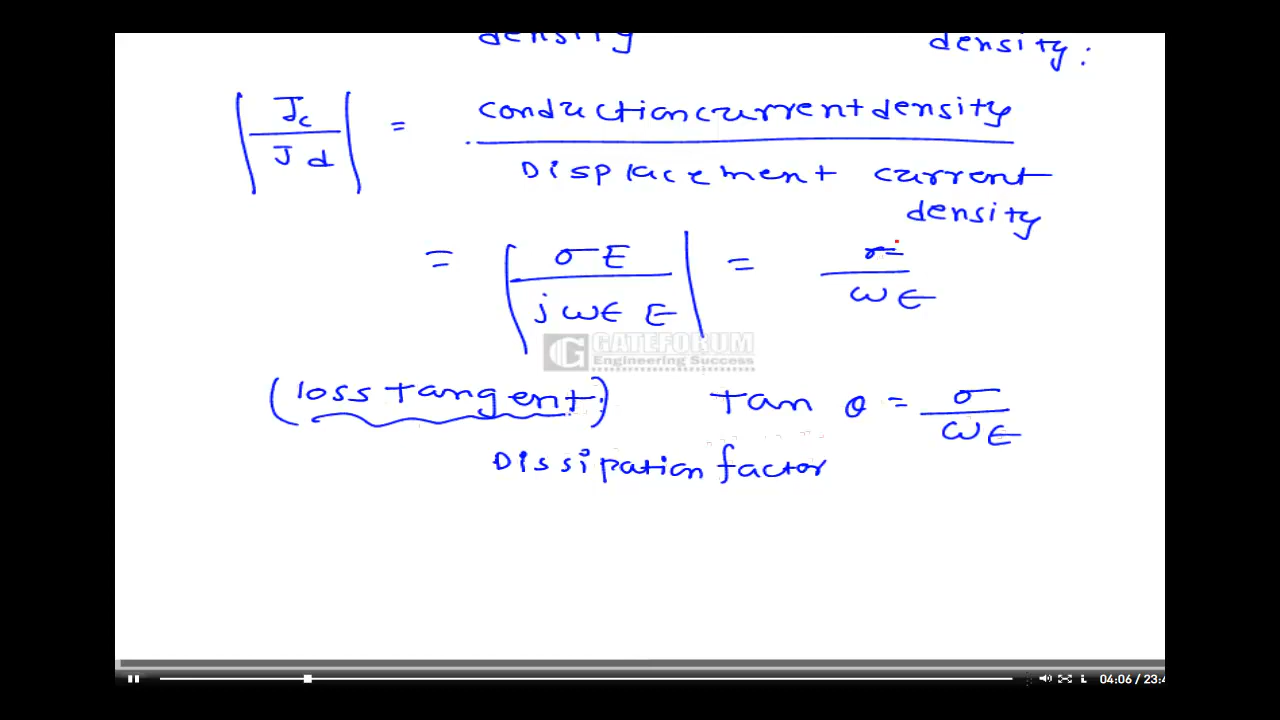 density density:
| Jc / Jd | = conduction current density / Displacement current density
= | σE / jωϵ E | = σ / ωϵ
GATEFORUM
Engineering Success
(loss tangent) tan θ = σ / ωϵ
Dissipation factor
04:06 / 23:4